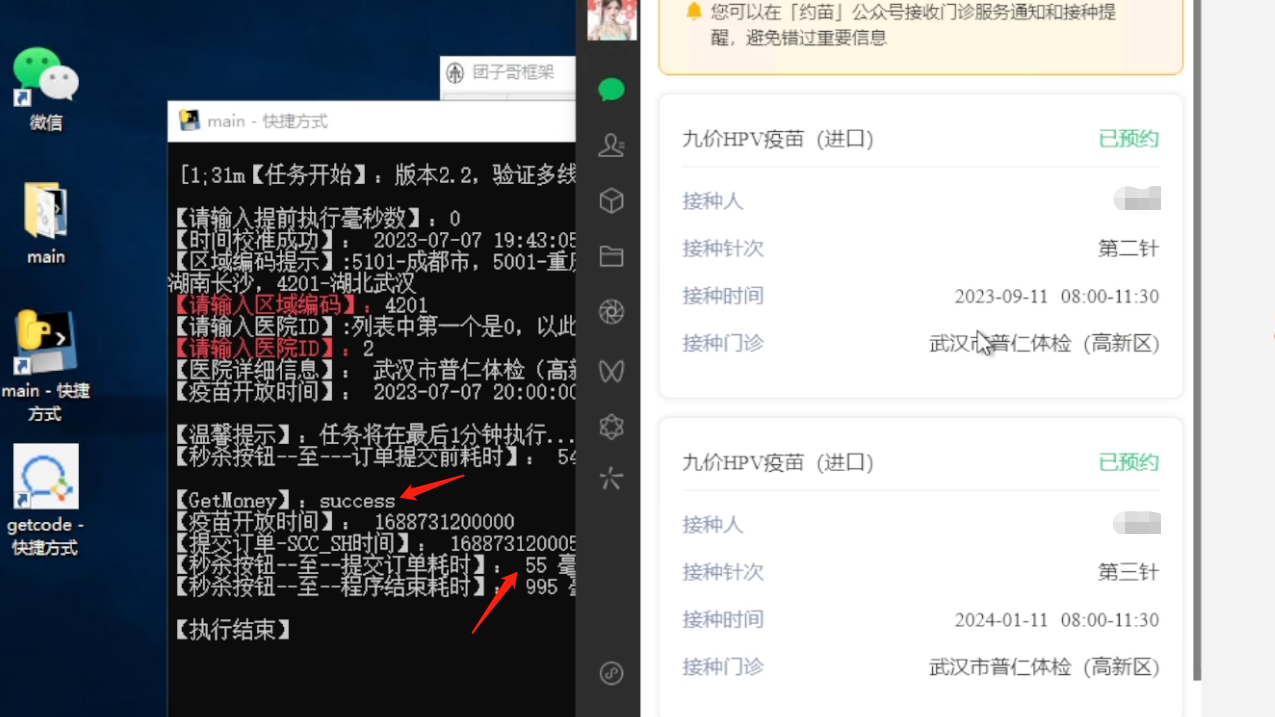 微信
main
main - 快捷
方式
getcode -
快捷方式
团子哥框架
main - 快捷方式
[1;31m【任务开始】：版本2.2，验证多线
【请输入提前执行毫秒数】：0
【时间校准成功】： 2023-07-07 19:43:05
【区域编码提示】:5101-成都市，5001-重庆
湖南长沙，4201-湖北武汉
【请输入区域编码】：4201
【请输入医院ID】:列表中第一个是0，以此
【请输入医院ID】：2
【医院详细信息】： 武汉市普仁体检（高新
【疫苗开放时间】： 2023-07-07 20:00:00
【温馨提示】：任务将在最后1分钟执行...
【秒杀按钮--至---订单提交前耗时】： 54
【GetMoney】：success
【疫苗开放时间】： 1688731200000
【提交订单-SCC_SH时间】： 168873120005
【秒杀按钮--至--提交订单耗时】： 55 毫
【秒杀按钮--至--程序结束耗时】： 995 毫
【执行结束】
您可以在「约苗」公众号接收门诊服务通知和接种提
醒，避免错过重要信息
九价HPV疫苗（进口） 已预约
接种人
接种针次 第二针
接种时间 2023-09-11 08:00-11:30
接种门诊 武汉市普仁体检（高新区）
九价HPV疫苗（进口） 已预约
接种人
接种针次 第三针
接种时间 2024-01-11 08:00-11:30
接种门诊 武汉市普仁体检（高新区）